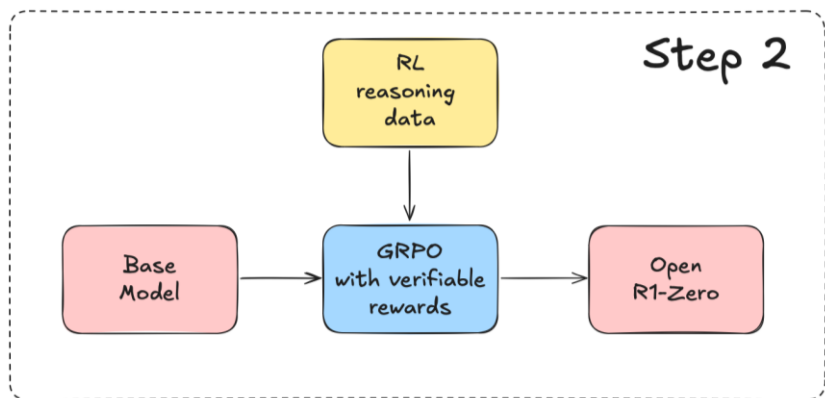 Step 2
RL
reasoning
data
Base
Model
GRPO
with verifiable
rewards
Open
R1-Zero